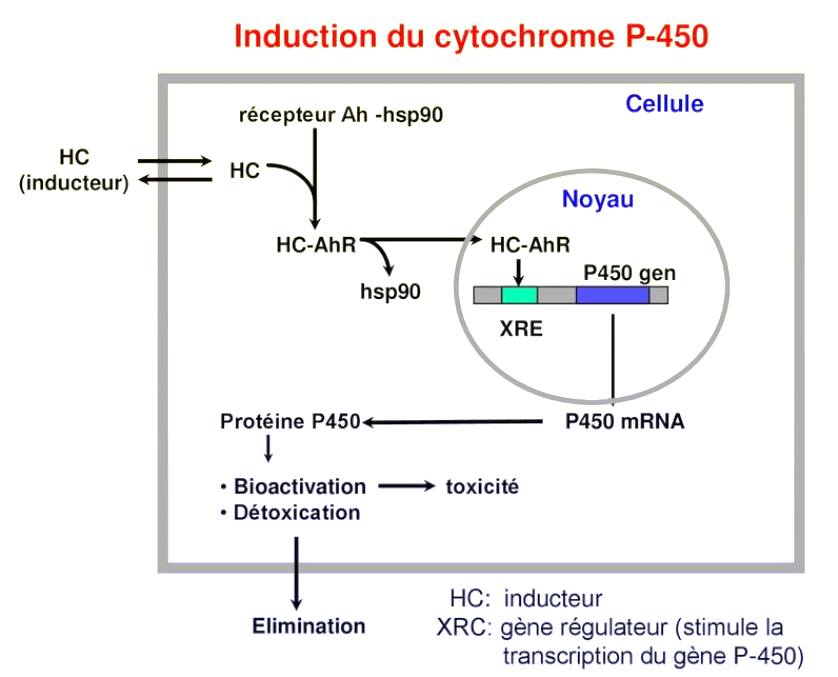 Induction du cytochrome P-450
Cellule
récepteur Ah -hsp90
HC
(inducteur)
HC
Noyau
HC-AhR
HC-AhR
P450 gen
hsp90
XRE
Protéine P450
P450 mRNA
• Bioactivation
toxicité
• Détoxication
Elimination
HC: inducteur
XRC: gène régulateur (stimule la
transcription du gène P-450)